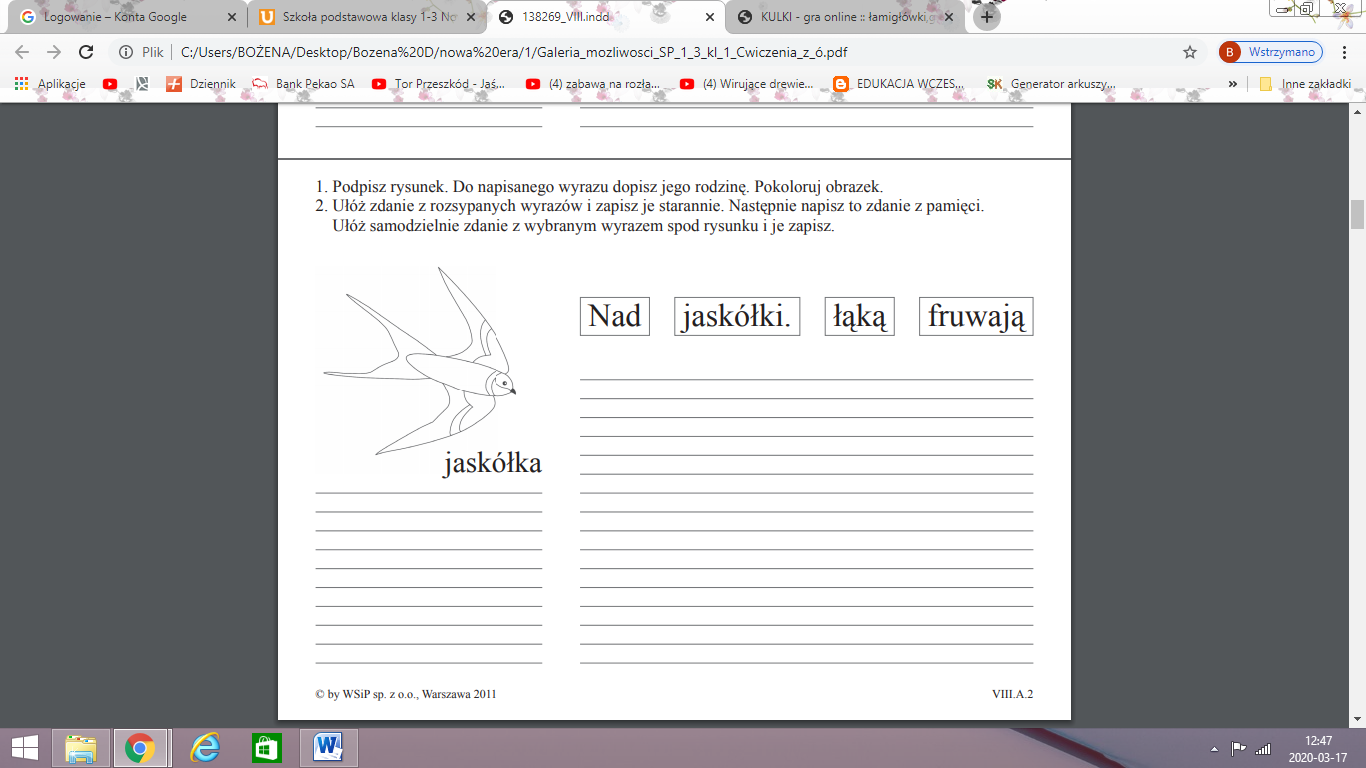 Logowanie – Konta Google
Szkoła podstawowa klasy 1-3 No
138269_VIII.indd
KULKI - gra online :: łamigłówki,g
Plik
C:/Users/BOŻENA/Desktop/Bozena%20D/nowa%20era/1/Galeria_mozliwosci_SP_1_3_kl_1_Cwiczenia_z_ó.pdf
B Wstrzymano
Aplikacje
Dziennik
Bank Pekao SA
Tor Przeszkód - Jaś...
(4) zabawa na rozła...
(4) Wirujące drewie...
EDUKACJA WCZES...
SK Generator arkuszy...
»
Inne zakładki
1. Podpisz rysunek. Do napisanego wyrazu dopisz jego rodzinę. Pokoloruj obrazek.
2. Ułóż zdanie z rozsypanych wyrazów i zapisz je starannie. Następnie napisz to zdanie z pamięci.
Ułóż samodzielnie zdanie z wybranym wyrazem spod rysunku i je zapisz.
Nad jaskółki. łąką fruwają
jaskółka
© by WSiP sp. z o.o., Warszawa 2011
VIII.A.2
12:47
2020-03-17